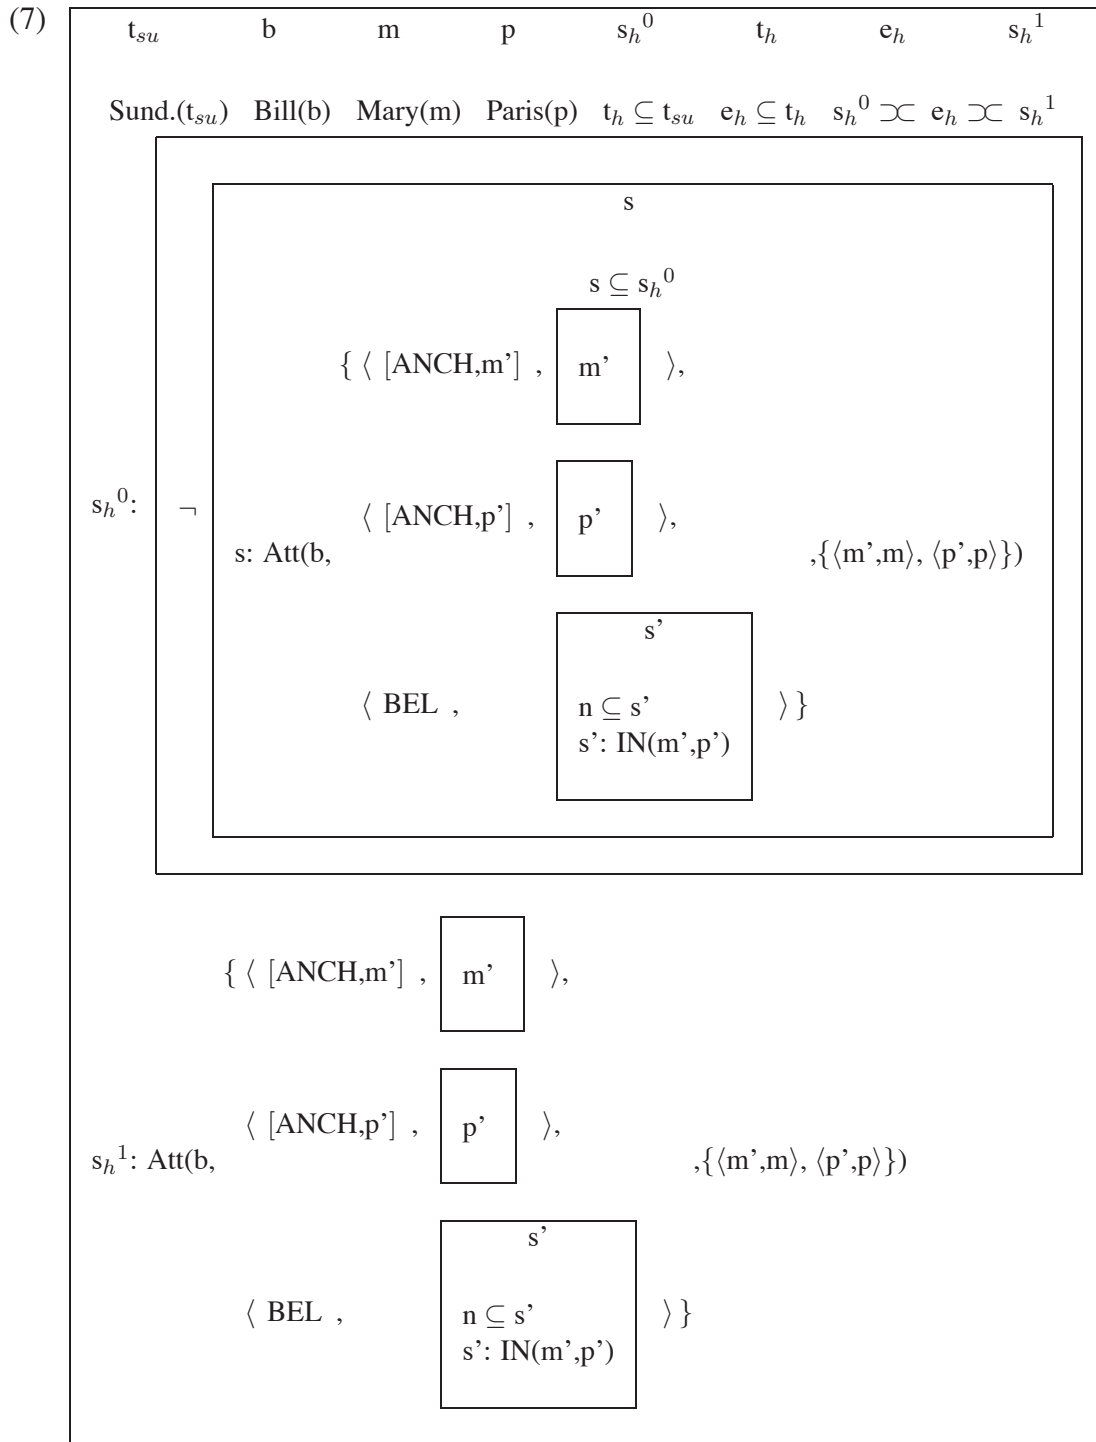 (7)
t_su b m p s_h^0 t_h e_h s_h^1
Sund.(t_su) Bill(b) Mary(m) Paris(p) t_h ⊆ t_su e_h ⊆ t_h s_h^0 ⊃⊂ e_h ⊃⊂ s_h^1
s
s ⊆ s_h^0
{ ⟨ [ANCH,m'] , m' ⟩,
s_h^0: ¬
⟨ [ANCH,p'] , p' ⟩,
s: Att(b, ,{⟨m',m⟩, ⟨p',p⟩})
s'
⟨ BEL , n ⊆ s' ⟩ }
s': IN(m',p')
{ ⟨ [ANCH,m'] , m' ⟩,
⟨ [ANCH,p'] , p' ⟩,
s_h^1: Att(b, ,{⟨m',m⟩, ⟨p',p⟩})
s'
⟨ BEL , n ⊆ s' ⟩ }
s': IN(m',p')